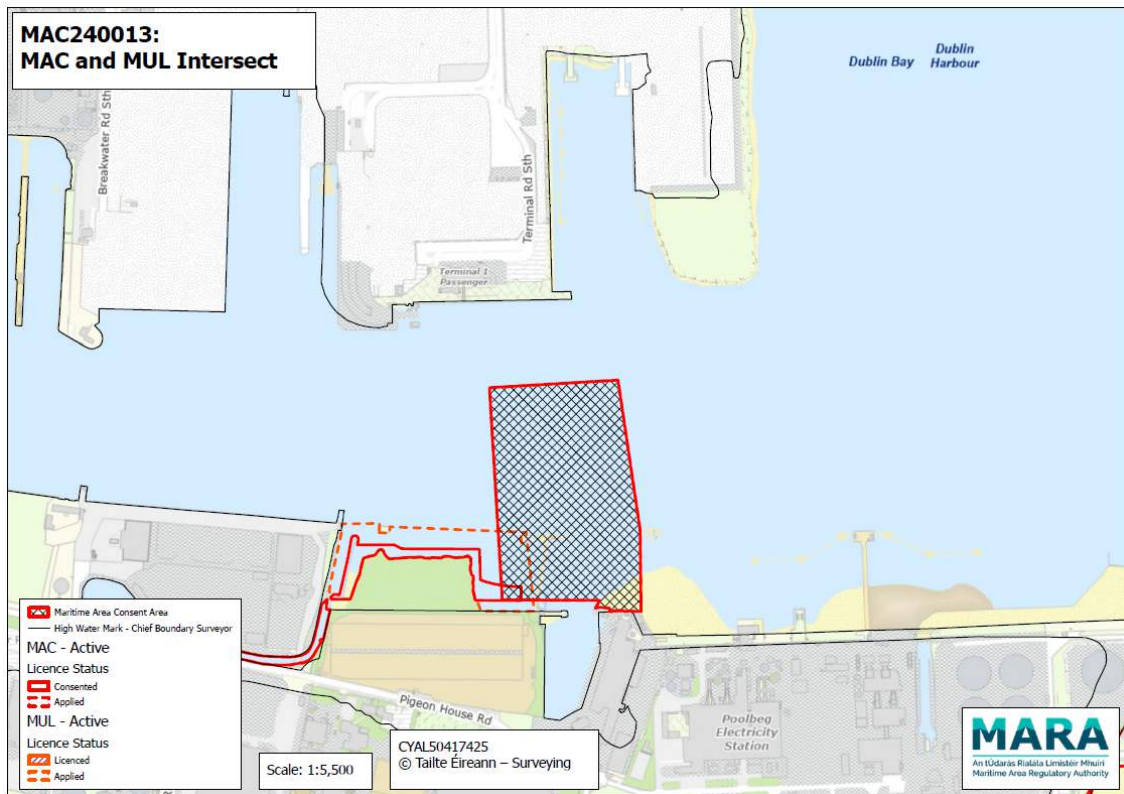 MAC240013:
MAC and MUL Intersect
Dublin Bay
Dublin
Harbour
Breakwater Rd Sth
Terminal Rd Sth
Terminal 1
Passenger
Maritime Area Consent Area
High Water Mark - Chief Boundary Surveyor
MAC - Active
Licence Status
Consented
Applied
MUL - Active
Licence Status
Licenced
Applied
Pigeon House Rd
Scale: 1:5,500
CYAL50417425
© Tailte Éireann – Surveying
Poolbeg
Electricity
Station
MARA
An tÚdarás Rialála Limistéir Mhuirí
Maritime Area Regulatory Authority